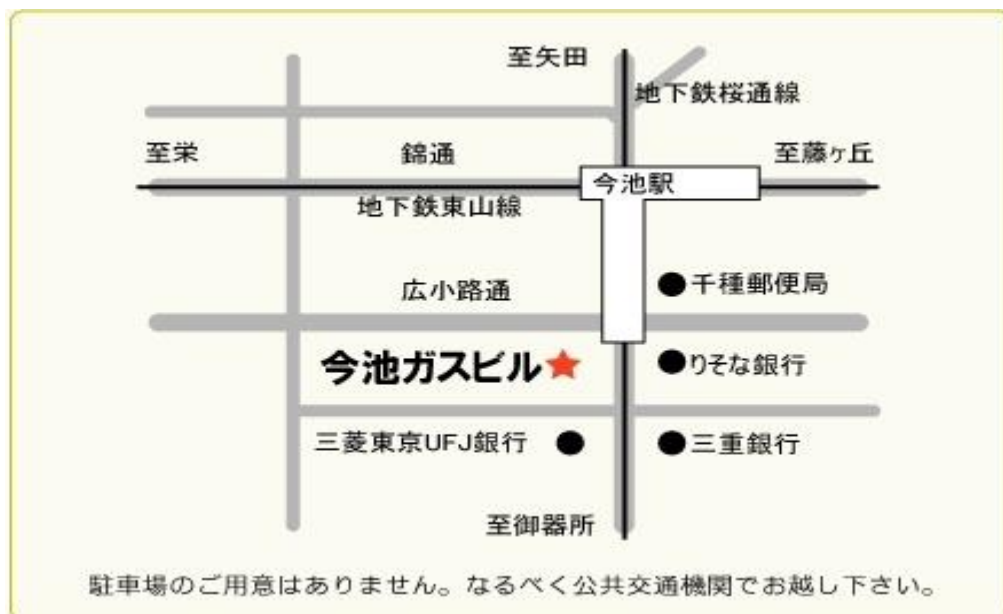 至矢田
地下鉄桜通線
至栄
錦通
至藤ヶ丘
今池駅
地下鉄東山線
千種郵便局
広小路通
今池ガスビル
りそな銀行
三菱東京UFJ銀行
三重銀行
至御器所
駐車場のご用意はありません。なるべく公共交通機関でお越し下さい。